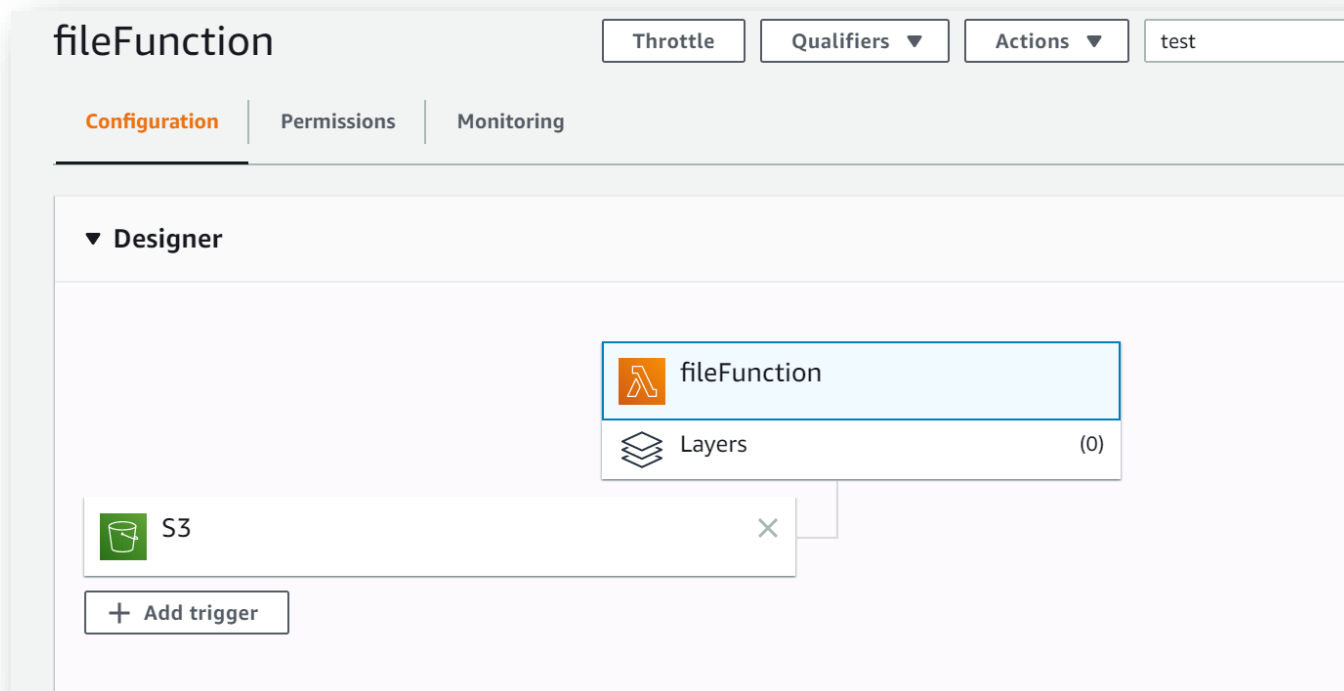 fileFunction
Throttle
Qualifiers
Actions
test
Configuration
Permissions
Monitoring
Designer
fileFunction
Layers
(0)
S3
Add trigger